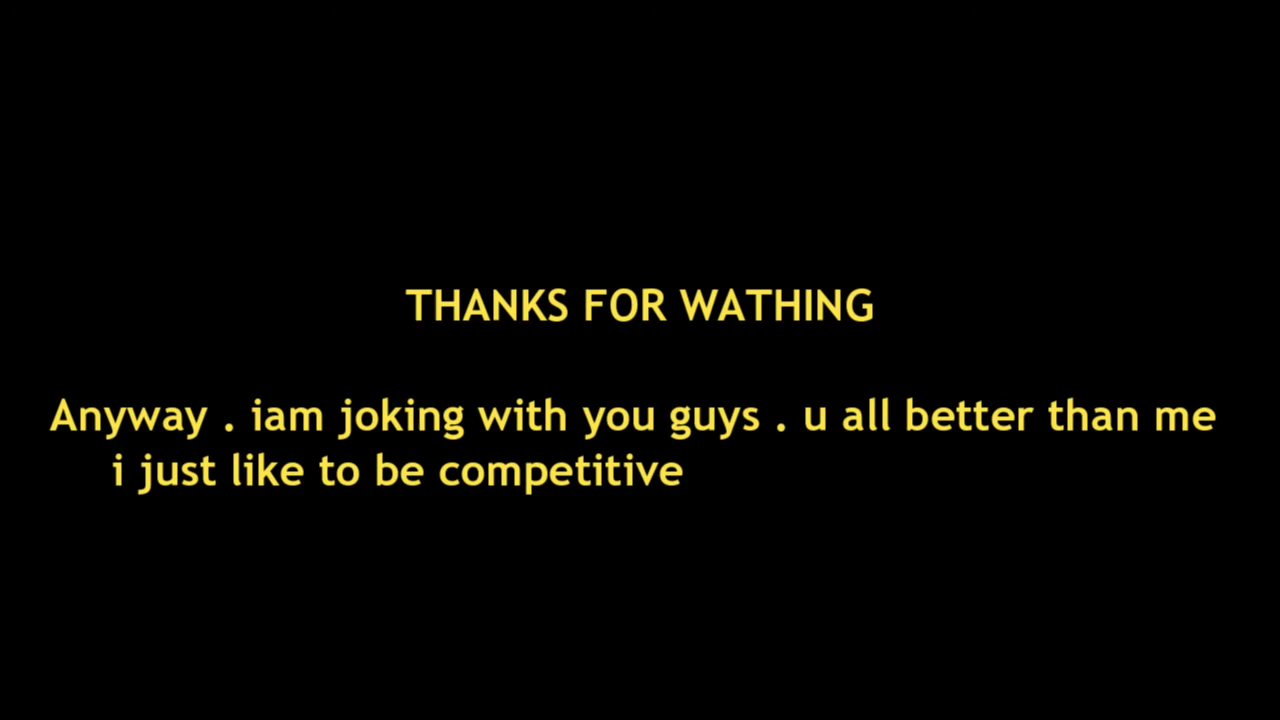 THANKS FOR WATHING
Anyway . iam joking with you guys . u all better than me
i just like to be competitive